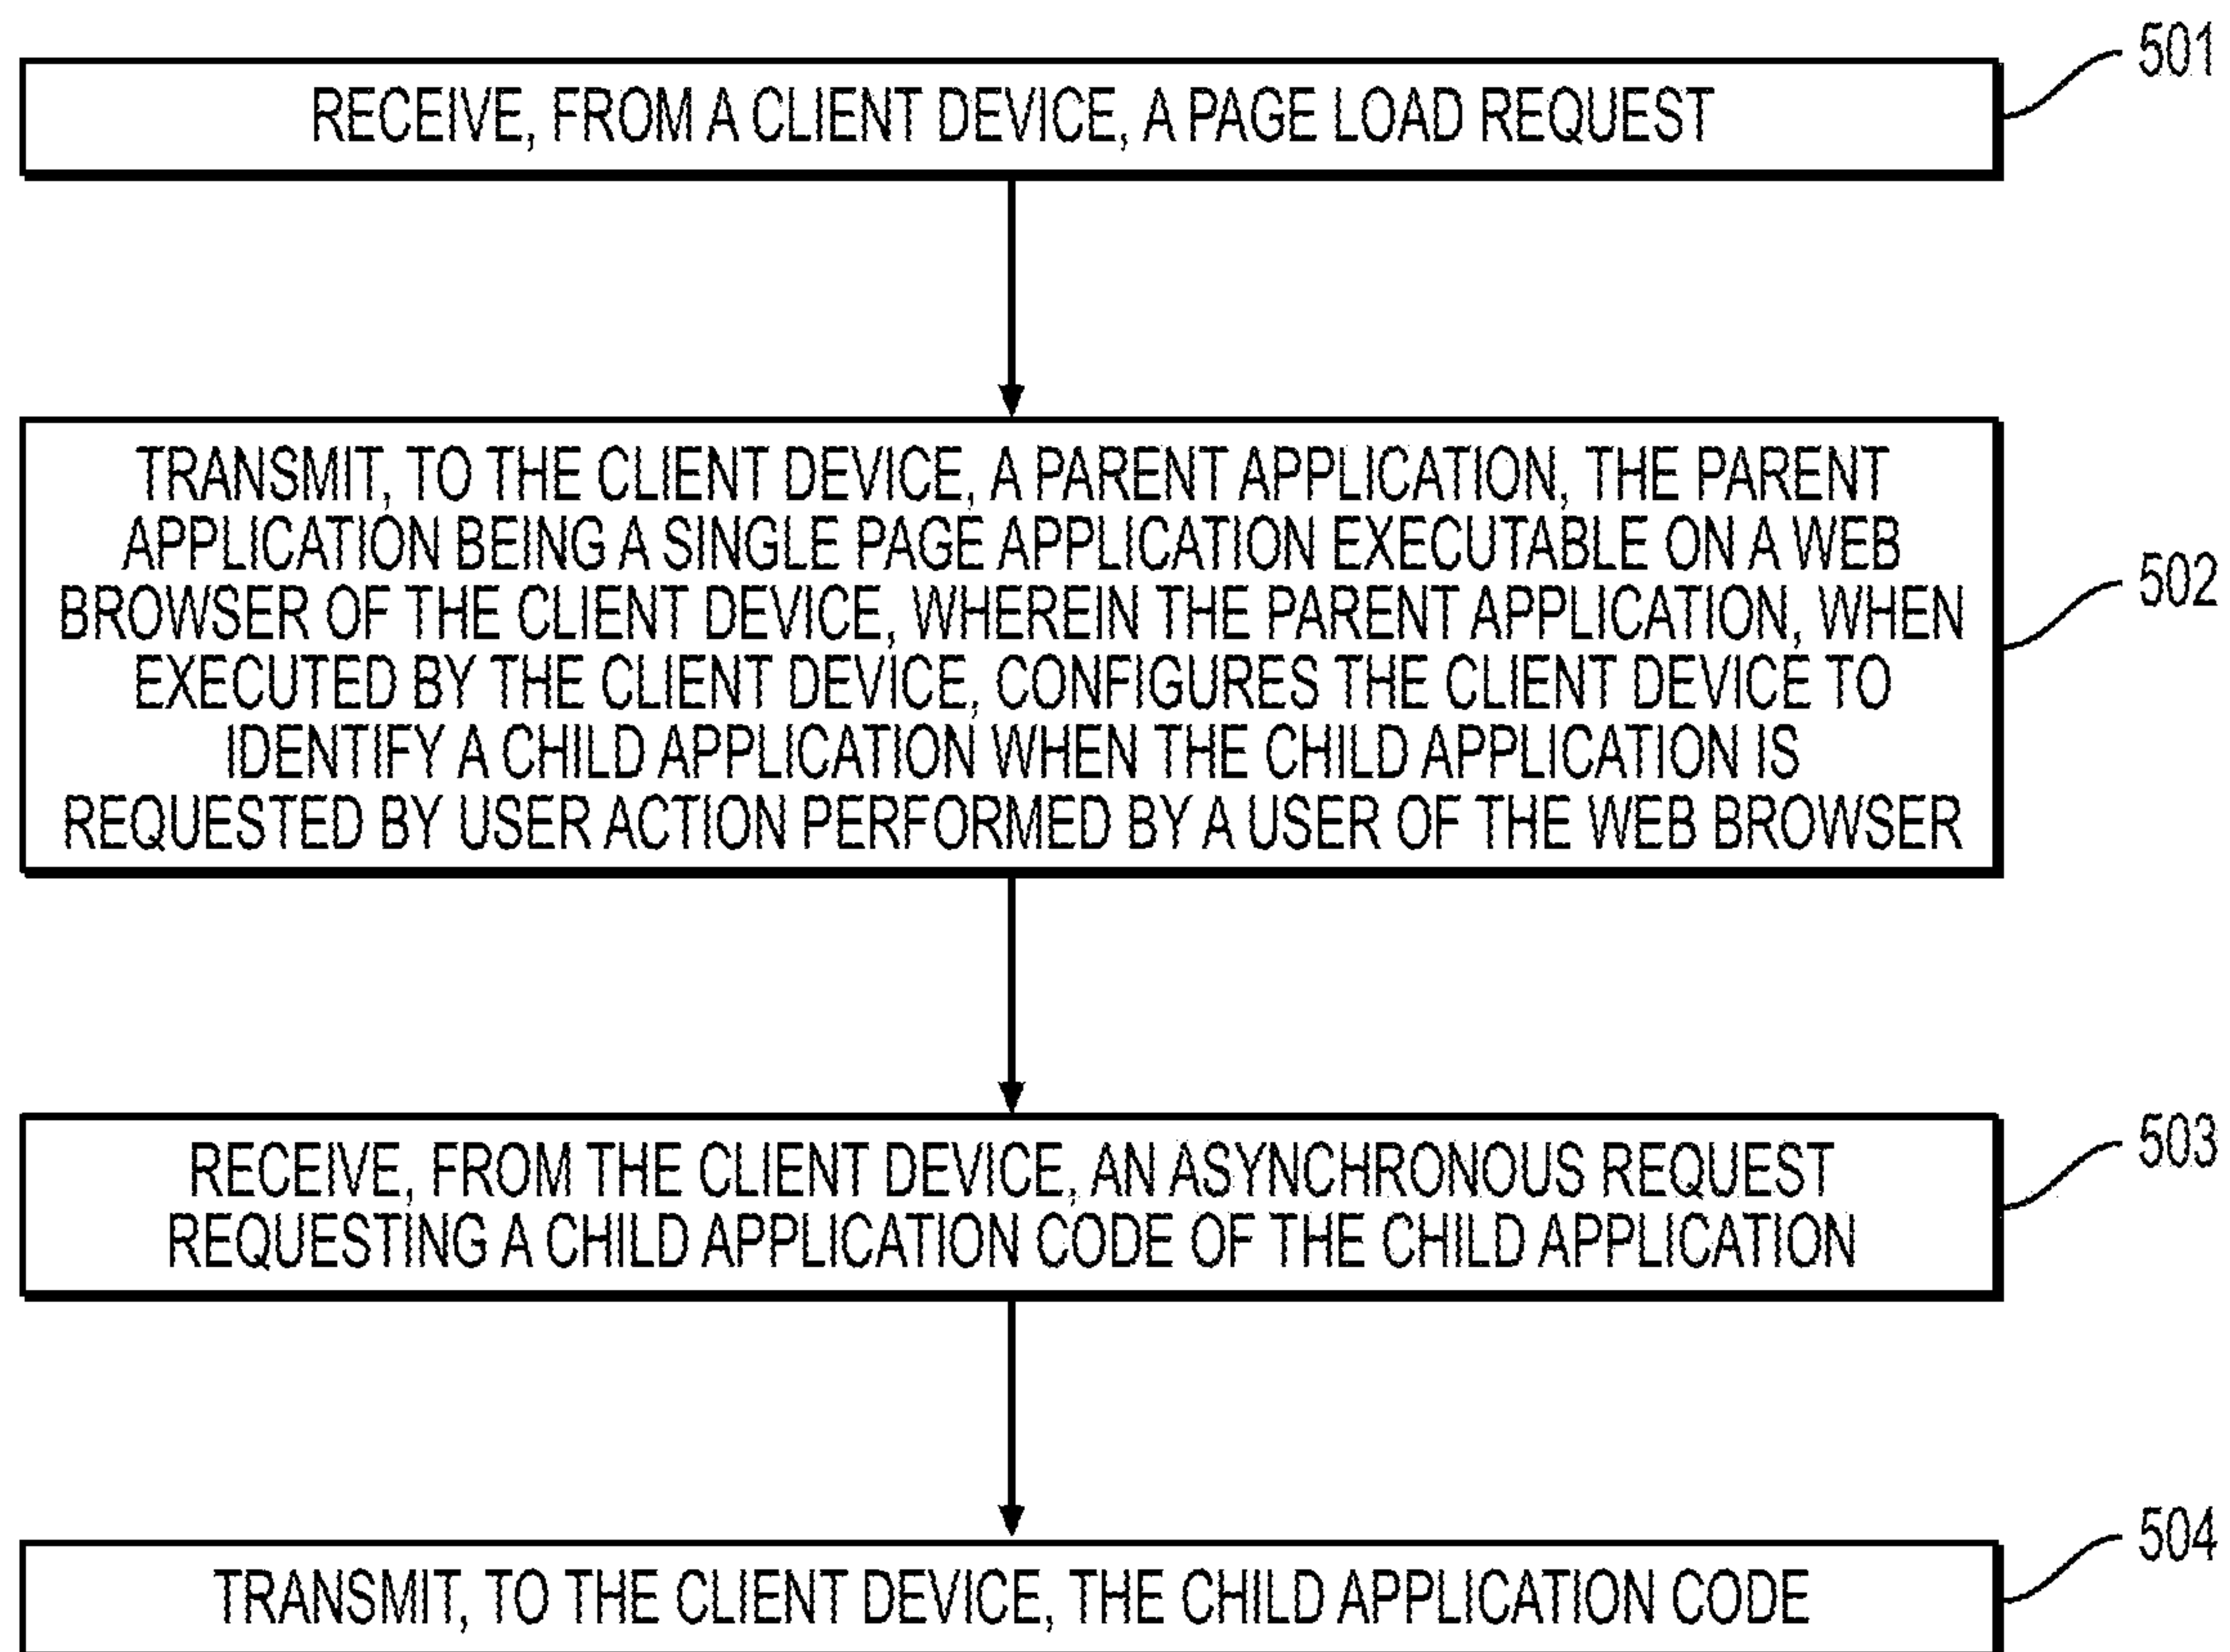 501
RECEIVE, FROM A CLIENT DEVICE, A PAGE LOAD REQUEST
TRANSMIT, TO THE CLIENT DEVICE, A PARENT APPLICATION, THE PARENT
APPLICATION BEING A SINGLE PAGE APPLICATION EXECUTABLE ON A WEB
BROWSER OF THE CLIENT DEVICE, WHEREIN THE PARENT APPLICATION, WHEN
EXECUTED BY THE CLIENT DEVICE, CONFIGURES THE CLIENT DEVICE TO
IDENTIFY A CHILD APPLICATION WHEN THE CHILD APPLICATION IS
REQUESTED BY USER ACTION PERFORMED BY A USER OF THE WEB BROWSER
502
RECEIVE, FROM THE CLIENT DEVICE, AN ASYNCHRONOUS REQUEST
REQUESTING A CHILD APPLICATION CODE OF THE CHILD APPLICATION
503
TRANSMIT, TO THE CLIENT DEVICE, THE CHILD APPLICATION CODE
504